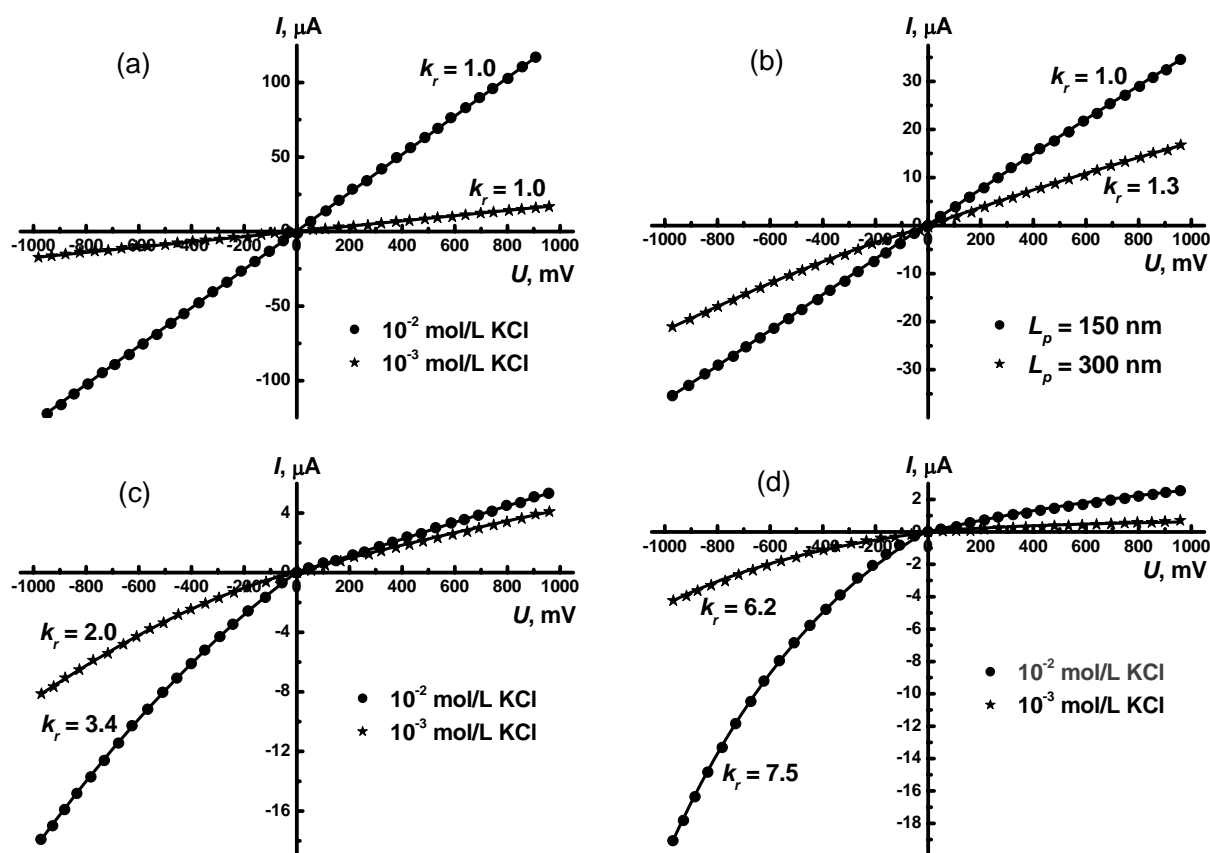 I, μA
(a)
100
k_r = 1.0
50
k_r = 1.0
-1000 -800 -600 -400 -200 0 200 400 600 800 1000
U, mV
-50
10^-2 mol/L KCl
10^-3 mol/L KCl
-100
I, μA
(b)
30
k_r = 1.0
20
10
k_r = 1.3
-1000 -800 -600 -400 -200 0 200 400 600 800 1000
U, mV
-10
-20
L_p = 150 nm
L_p = 300 nm
-30
I, μA
(c)
4
-1000 -800 -600 -400 -200 0 200 400 600 800 1000
U, mV
-4
k_r = 2.0
-8
10^-2 mol/L KCl
10^-3 mol/L KCl
k_r = 3.4
-12
-16
I, μA
(d)
2
0
-1000 -800 -600 -400 -200 0 200 400 600 800 1000
U, mV
-2
-4
k_r = 6.2
-6
-8
10^-2 mol/L KCl
-10
10^-3 mol/L KCl
-12
-14
k_r = 7.5
-16
-18